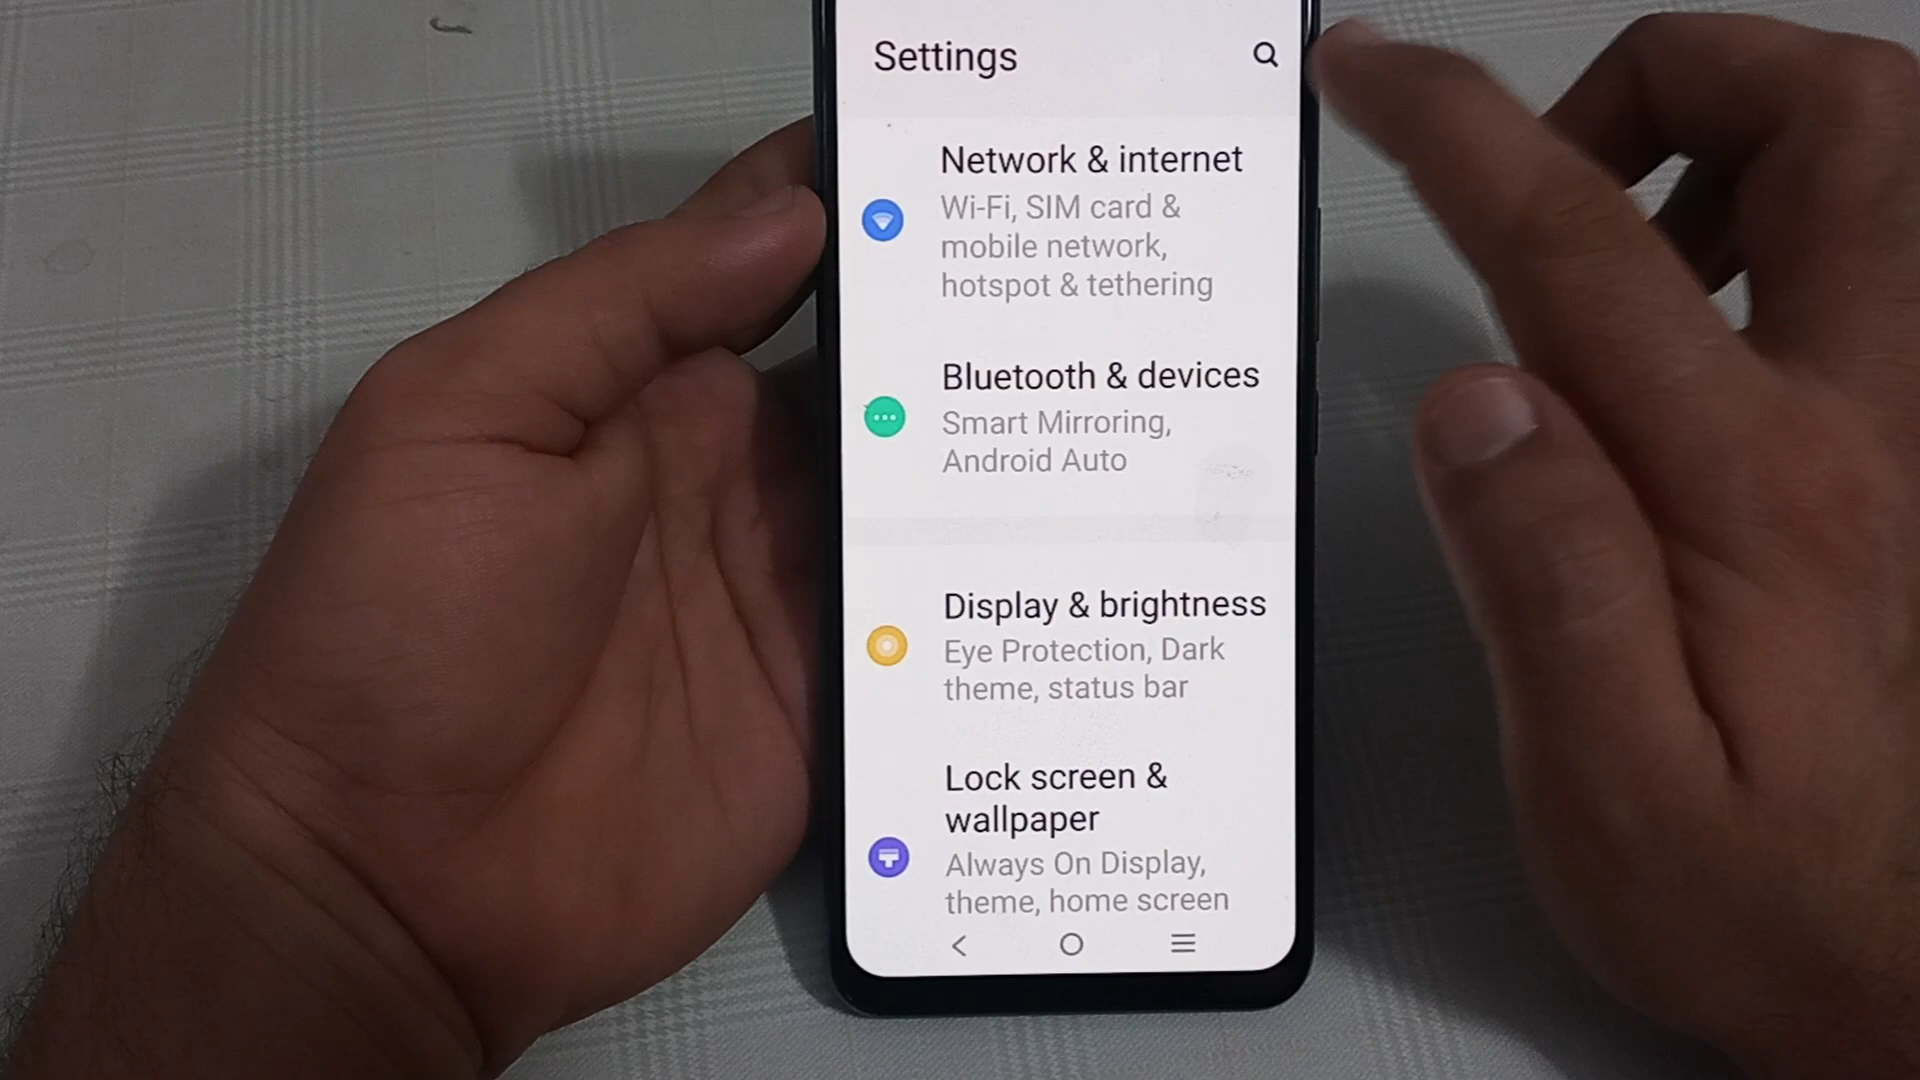 Settings
Network & internet
Wi-Fi, SIM card &
mobile network,
hotspot & tethering
Bluetooth & devices
Smart Mirroring,
Android Auto
Display & brightness
Eye Protection, Dark
theme, status bar
Lock screen &
wallpaper
Always On Display,
theme, home screen